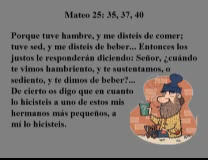 Mateo 25: 35, 37, 40
Porque tuve hambre, y me disteis de comer;
tuve sed, y me disteis de beber... Entonces los
justos le responderán diciendo: Señor, ¿cuándo
te vimos hambriento, y te sustentamos, o
sediento, y te dimos de beber?...
De cierto os digo que en cuanto
lo hicisteis a uno de estos mis
hermanos más pequeños, a
mí lo hicisteis.